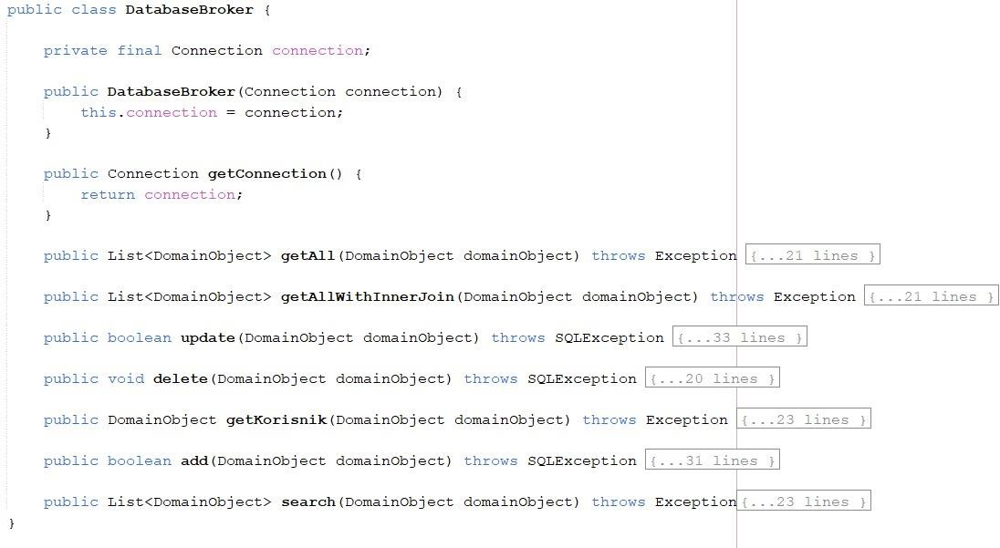 public class DatabaseBroker {
private final Connection connection;
public DatabaseBroker(Connection connection) {
this.connection = connection;
}
public Connection getConnection() {
return connection;
}
public List<DomainObject> getAll(DomainObject domainObject) throws Exception {...21 lines }
public List<DomainObject> getAllWithInnerJoin(DomainObject domainObject) throws Exception {...21 lines }
public boolean update(DomainObject domainObject) throws SQLException {...33 lines }
public void delete(DomainObject domainObject) throws SQLException {...20 lines }
public DomainObject getKorisnik(DomainObject domainObject) throws Exception {...23 lines }
public boolean add(DomainObject domainObject) throws SQLException {...31 lines }
public List<DomainObject> search(DomainObject domainObject) throws Exception{...23 lines }
}